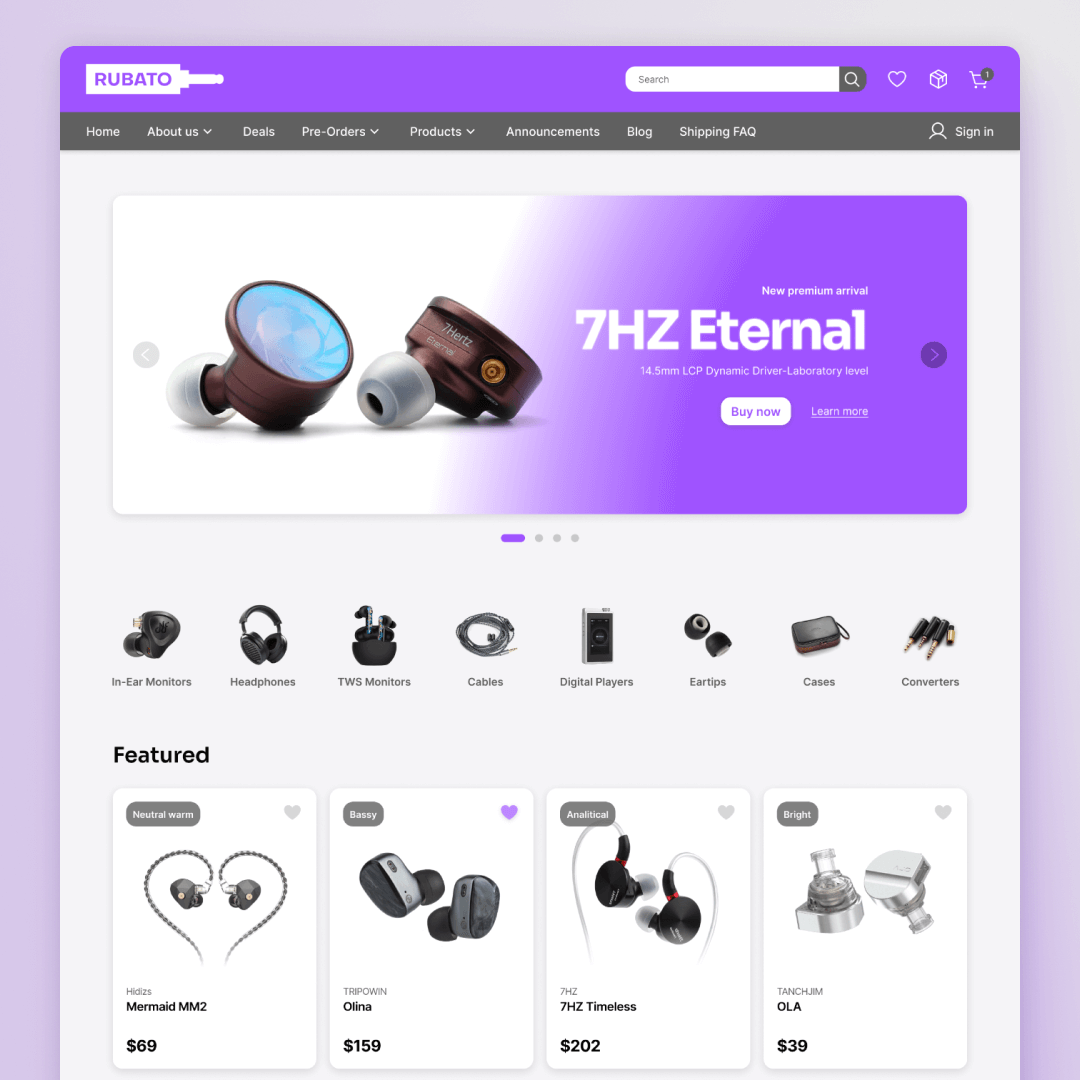 RUBATO
Search
1
Home About us Deals Pre-Orders Products Announcements Blog Shipping FAQ Sign in
New premium arrival
7HZ Eternal
14.5mm LCP Dynamic Driver-Laboratory level
Buy now Learn more
7Hertz
Eternal
In-Ear Monitors Headphones TWS Monitors Cables Digital Players Eartips Cases Converters
Featured
Neutral warm
Hidizs
Mermaid MM2
$69
Bassy
TRIPOWIN
Olina
$159
Analitical
7HZ
7HZ Timeless
$202
Bright
TANCHJIM
OLA
$39